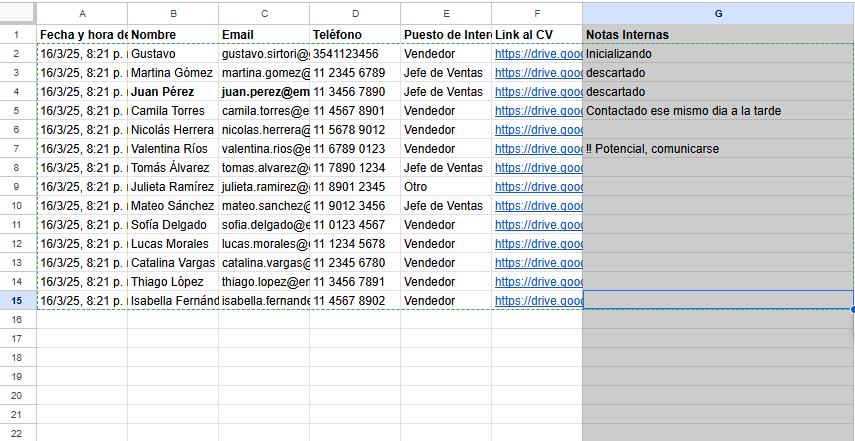 A B C D E F G
1 Fecha y hora de Nombre Email Teléfono Puesto de Inter Link al CV Notas Internas
2 16/3/25, 8:21 p. Gustavo gustavo.sirtori@ 3541123456 Vendedor https://drive.goo Inicializando
3 16/3/25, 8:21 p. Martina Gómez martina.gomez@ 11 2345 6789 Jefe de Ventas https://drive.goo descartado
4 16/3/25, 8:21 p. Juan Pérez juan.perez@em 11 3456 7890 Jefe de Ventas https://drive.goo descartado
5 16/3/25, 8:21 p. Camila Torres camila.torres@e 11 4567 8901 Vendedor https://drive.goo Contactado ese mismo dia a la tarde
6 16/3/25, 8:21 p. Nicolás Herrera nicolas.herrera@ 11 5678 9012 Vendedor https://drive.goo
7 16/3/25, 8:21 p. Valentina Ríos valentina.rios@e 11 6789 0123 Vendedor https://drive.goo !! Potencial, comunicarse
8 16/3/25, 8:21 p. Tomás Álvarez tomas.alvarez@e 11 7890 1234 Jefe de Ventas https://drive.goo
9 16/3/25, 8:21 p. Julieta Ramírez julieta.ramirez@ 11 8901 2345 Otro https://drive.goo
10 16/3/25, 8:21 p. Mateo Sánchez mateo.sanchez@ 11 9012 3456 Jefe de Ventas https://drive.goo
11 16/3/25, 8:21 p. Sofía Delgado sofia.delgado@e 11 0123 4567 Vendedor https://drive.goo
12 16/3/25, 8:21 p. Lucas Morales lucas.morales@ 11 1234 5678 Vendedor https://drive.goo
13 16/3/25, 8:21 p. Catalina Vargas catalina.vargas@ 11 2345 6780 Vendedor https://drive.goo
14 16/3/25, 8:21 p. Thiago López thiago.lopez@er 11 3456 7891 Vendedor https://drive.goo
15 16/3/25, 8:21 p. Isabella Fernánd isabella.fernande 11 4567 8902 Vendedor https://drive.goo
16
17
18
19
20
21
22